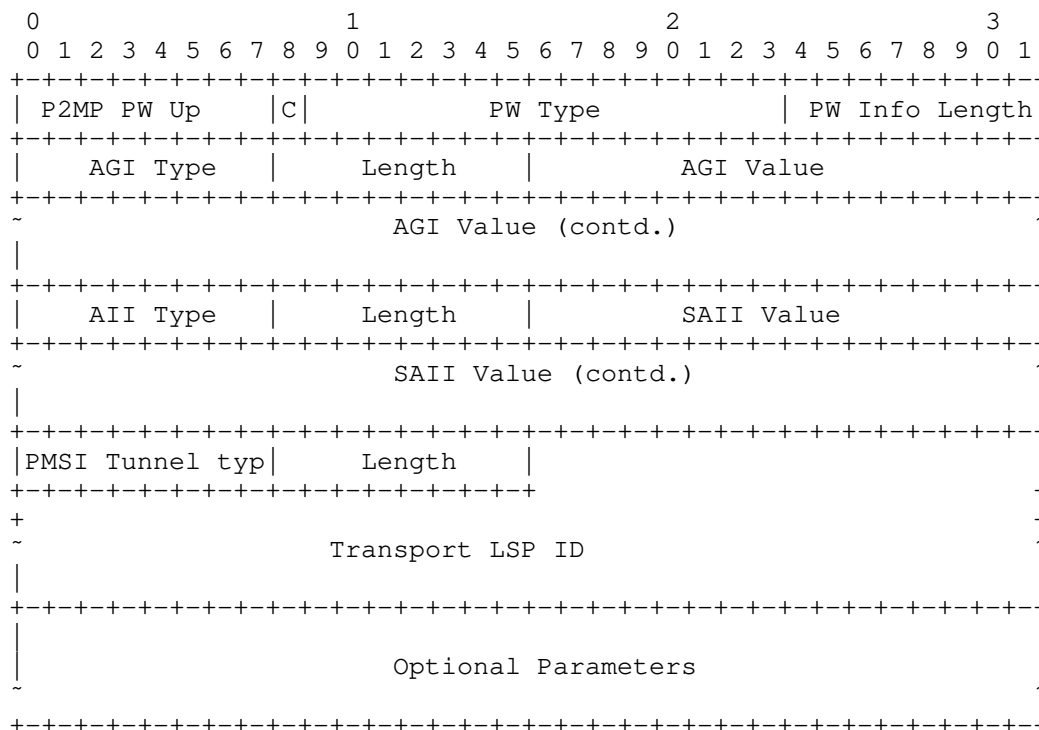 0 1 2 3
0 1 2 3 4 5 6 7 8 9 0 1 2 3 4 5 6 7 8 9 0 1 2 3 4 5 6 7 8 9 0 1
+-+-+-+-+-+-+-+-+-+-+-+-+-+-+-+-+-+-+-+-+-+-+-+-+-+-+-+-+-+-+-+-+-
| P2MP PW Up |C| PW Type | PW Info Length
+-+-+-+-+-+-+-+-+-+-+-+-+-+-+-+-+-+-+-+-+-+-+-+-+-+-+-+-+-+-+-+-+-
| AGI Type | Length | AGI Value
+-+-+-+-+-+-+-+-+-+-+-+-+-+-+-+-+-+-+-+-+-+-+-+-+-+-+-+-+-+-+-+-+-
~ AGI Value (contd.) ~
|
+-+-+-+-+-+-+-+-+-+-+-+-+-+-+-+-+-+-+-+-+-+-+-+-+-+-+-+-+-+-+-+-+-
| AII Type | Length | SAII Value
+-+-+-+-+-+-+-+-+-+-+-+-+-+-+-+-+-+-+-+-+-+-+-+-+-+-+-+-+-+-+-+-+-
~ SAII Value (contd.) ~
|
+-+-+-+-+-+-+-+-+-+-+-+-+-+-+-+-+-+-+-+-+-+-+-+-+-+-+-+-+-+-+-+-+-
|PMSI Tunnel typ| Length |
+-+-+-+-+-+-+-+-+-+-+-+-+-+-+-+-+ -
+ -
~ Transport LSP ID ~
|
+-+-+-+-+-+-+-+-+-+-+-+-+-+-+-+-+-+-+-+-+-+-+-+-+-+-+-+-+-+-+-+-+-
|
| Optional Parameters
~ ~
+-+-+-+-+-+-+-+-+-+-+-+-+-+-+-+-+-+-+-+-+-+-+-+-+-+-+-+-+-+-+-+-+-